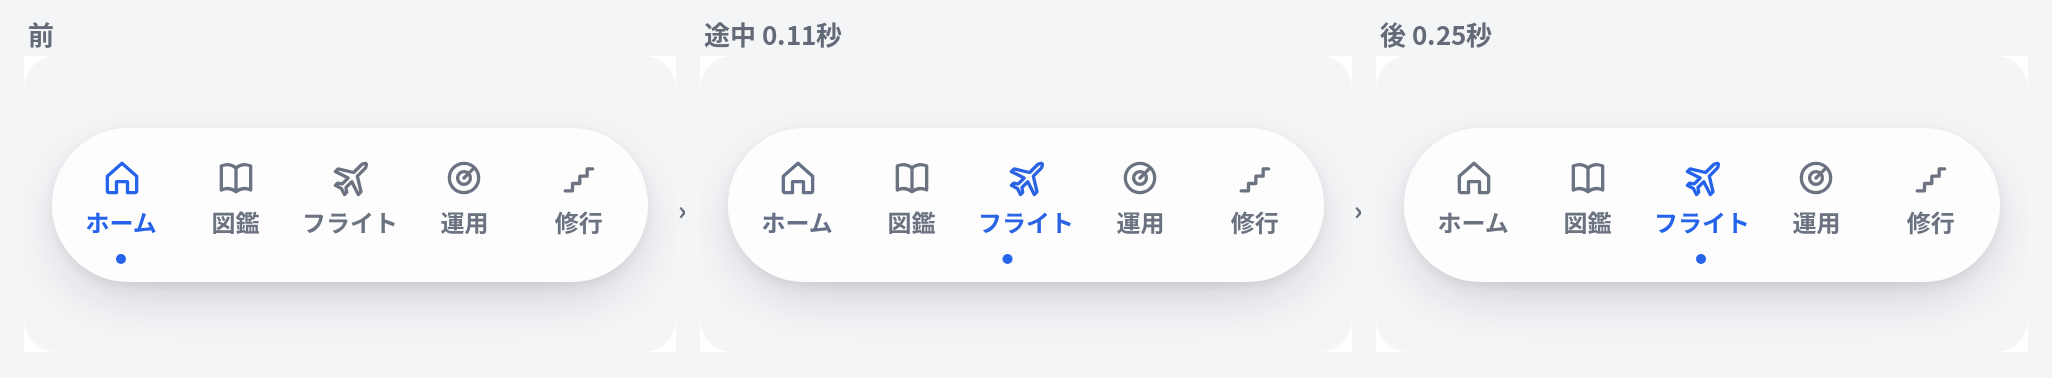 前
途中 0.11秒
後 0.25秒
ホーム 図鑑 フライト 運用 修行
›
ホーム 図鑑 フライト 運用 修行
›
ホーム 図鑑 フライト 運用 修行